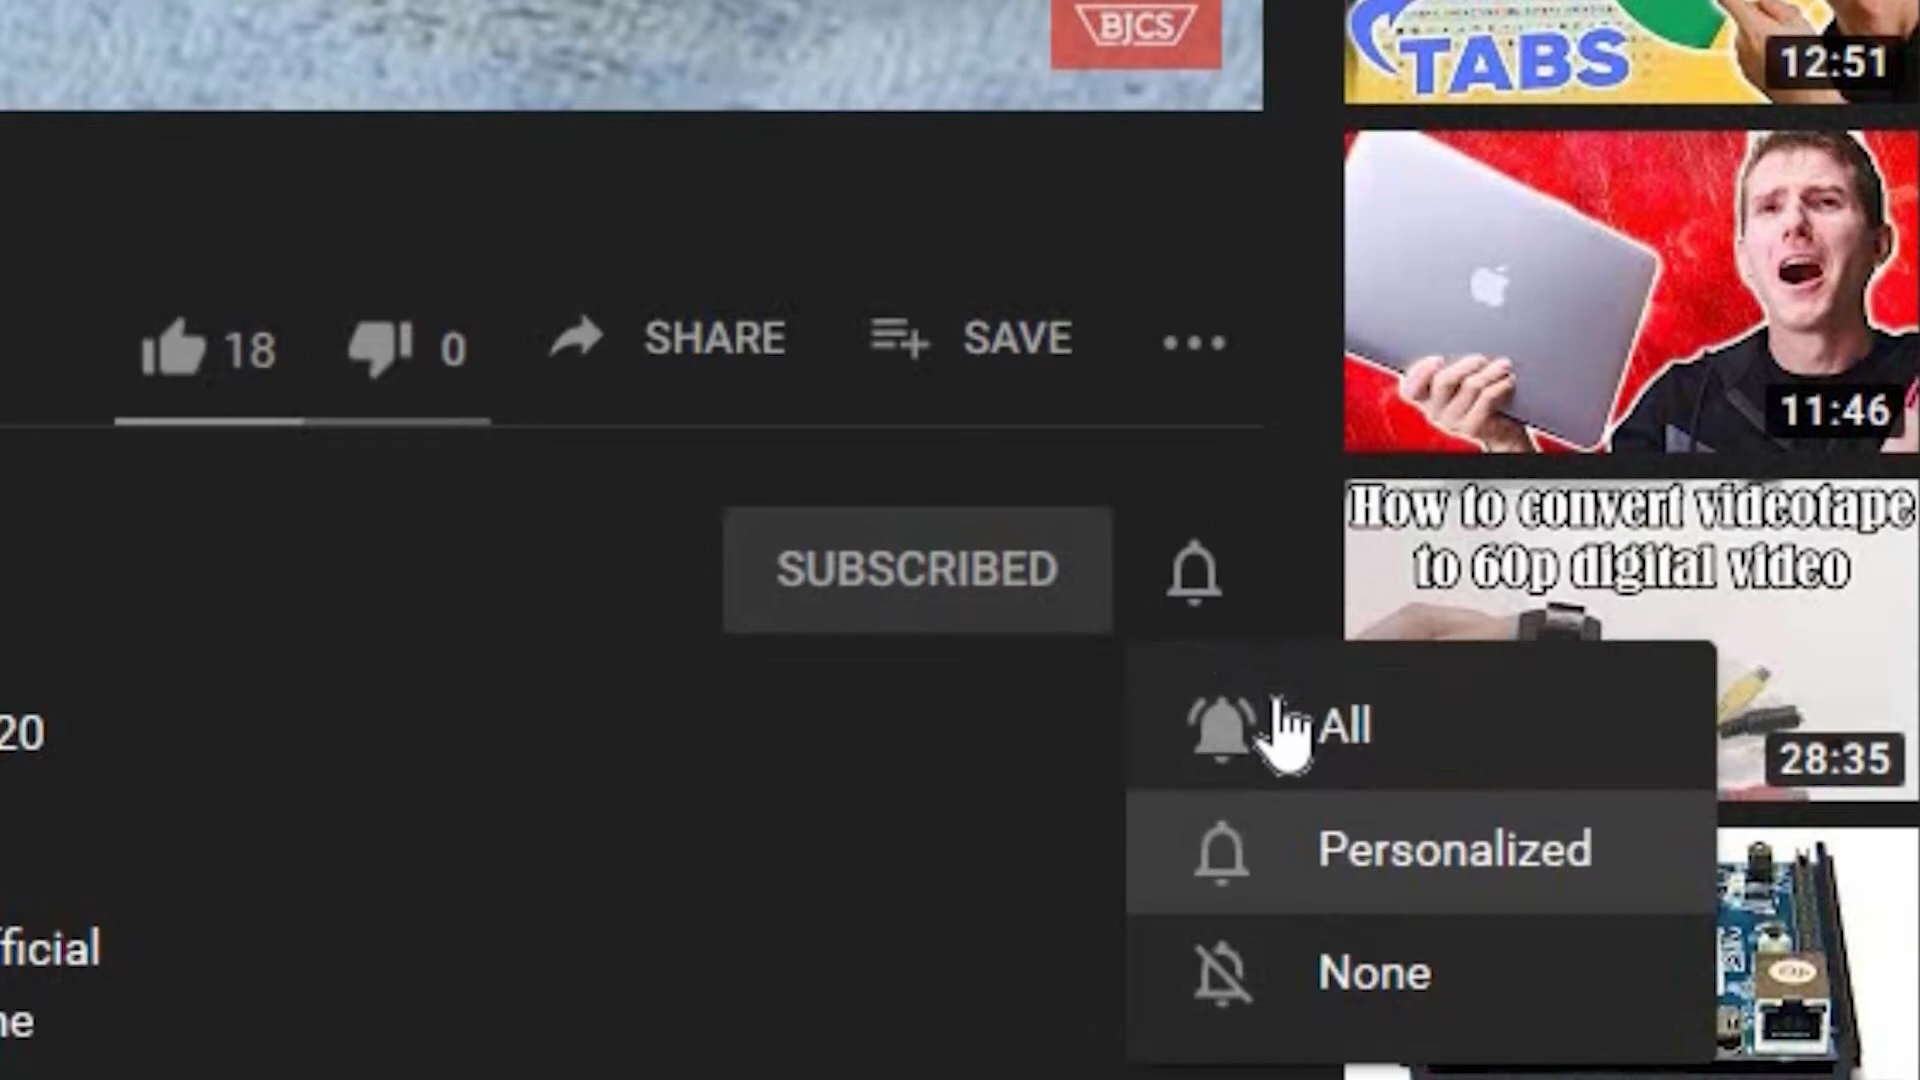 BJCS
TABS
12:51
11:46
18
0
SHARE
SAVE
How to convert videotape
to 60p digital video
28:35
SUBSCRIBED
All
Personalized
None
20
ficial
ne